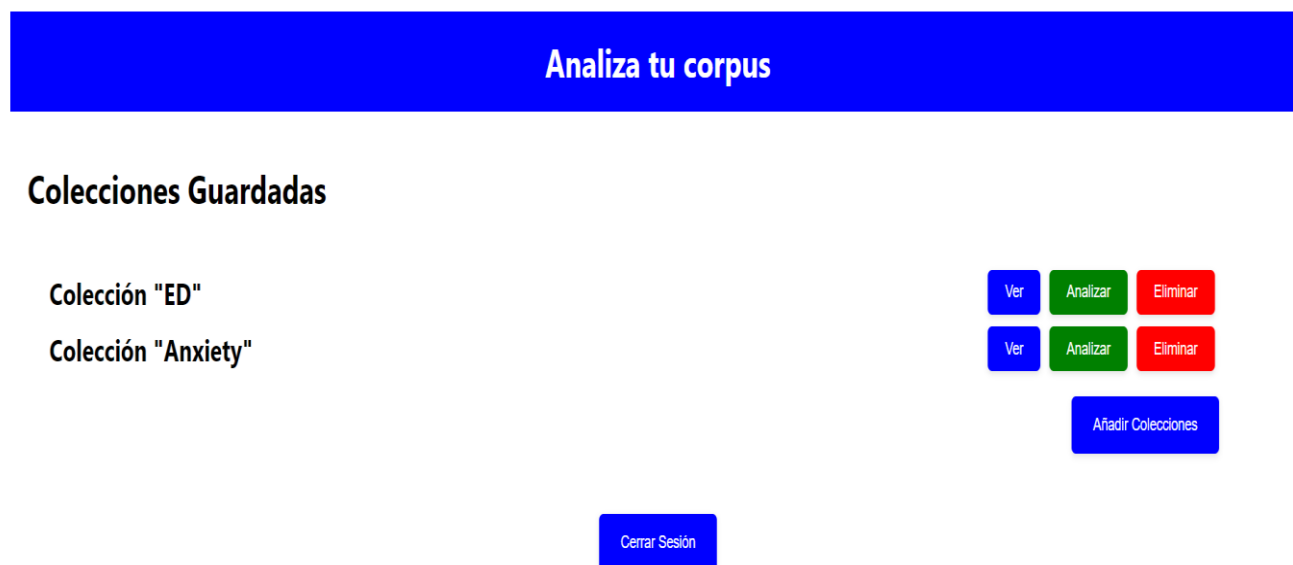 Analiza tu corpus
Colecciones Guardadas
Colección "ED" Ver Analizar Eliminar
Colección "Anxiety" Ver Analizar Eliminar
Añadir Colecciones
Cerrar Sesión